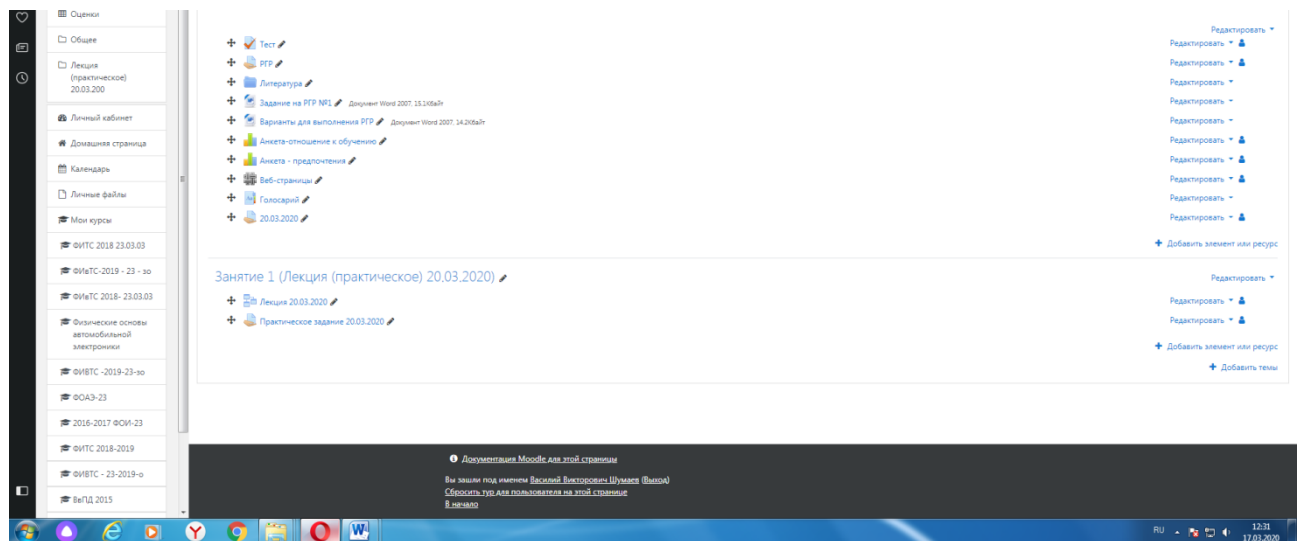 Оценки
Общее
Лекция
(практическое)
20.03.200
Личный кабинет
Домашняя страница
Календарь
Личные файлы
Мои курсы
ФИТС 2018 23.03.03
ФИвТС-2019 - 23 - зо
ФИвТС 2018- 23.03.03
Физические основы
автомобильной
электроники
ФИВТС -2019-23-зо
ФОАЭ-23
2016-2017 ФОИ-23
ФИТС 2018-2019
ФИВТС - 23-2019-о
ВвПД 2015
Редактировать
Тест Редактировать
РГР Редактировать
Литература Редактировать
Задание на РГР №1 Документ Word 2007, 15.1Кбайт Редактировать
Варианты для выполнения РГР Документ Word 2007, 14.2Кбайт Редактировать
Анкета-отношение к обучению Редактировать
Анкета - предпочтения Редактировать
Веб-страницы Редактировать
Голосарий Редактировать
20.03.2020 Редактировать
Добавить элемент или ресурс
Занятие 1 (Лекция (практическое) 20.03.2020) Редактировать
Лекция 20.03.2020 Редактировать
Практическое задание 20.03.2020 Редактировать
Добавить элемент или ресурс
Добавить темы
Документация Moodle для этой страницы
Вы зашли под именем Василий Викторович Шумаев (Выход)
Сбросить тур для пользователя на этой странице
В начало
RU 12:31
17.03.2020